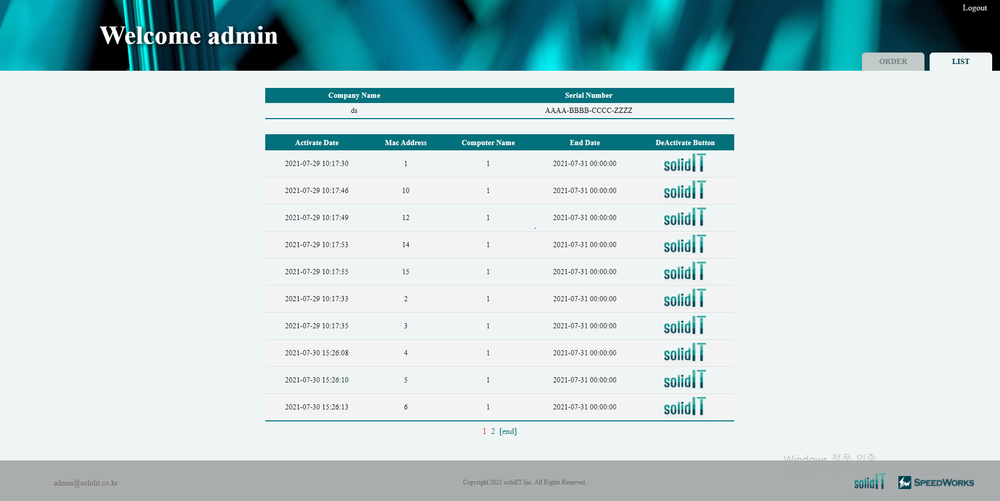 Logout
Welcome admin
ORDER LIST
Company Name Serial Number
ds AAAA-BBBB-CCCC-ZZZZ
Activate Date Mac Address Computer Name End Date DeActivate Button
2021-07-29 10:17:30 1 1 2021-07-31 00:00:00 solidIT
2021-07-29 10:17:46 10 1 2021-07-31 00:00:00 solidIT
2021-07-29 10:17:49 12 1 2021-07-31 00:00:00 solidIT
2021-07-29 10:17:53 14 1 2021-07-31 00:00:00 solidIT
2021-07-29 10:17:55 15 1 2021-07-31 00:00:00 solidIT
2021-07-29 10:17:33 2 1 2021-07-31 00:00:00 solidIT
2021-07-29 10:17:35 3 1 2021-07-31 00:00:00 solidIT
2021-07-30 15:26:08 4 1 2021-07-31 00:00:00 solidIT
2021-07-30 15:26:10 5 1 2021-07-31 00:00:00 solidIT
2021-07-30 15:26:13 6 1 2021-07-31 00:00:00 solidIT
1 2 [end]
Windows 정품 인증
admin@solidit.co.kr Copyright 2021 solidIT Inc. All Rights Reserved. solidIT SPEEDWORKS